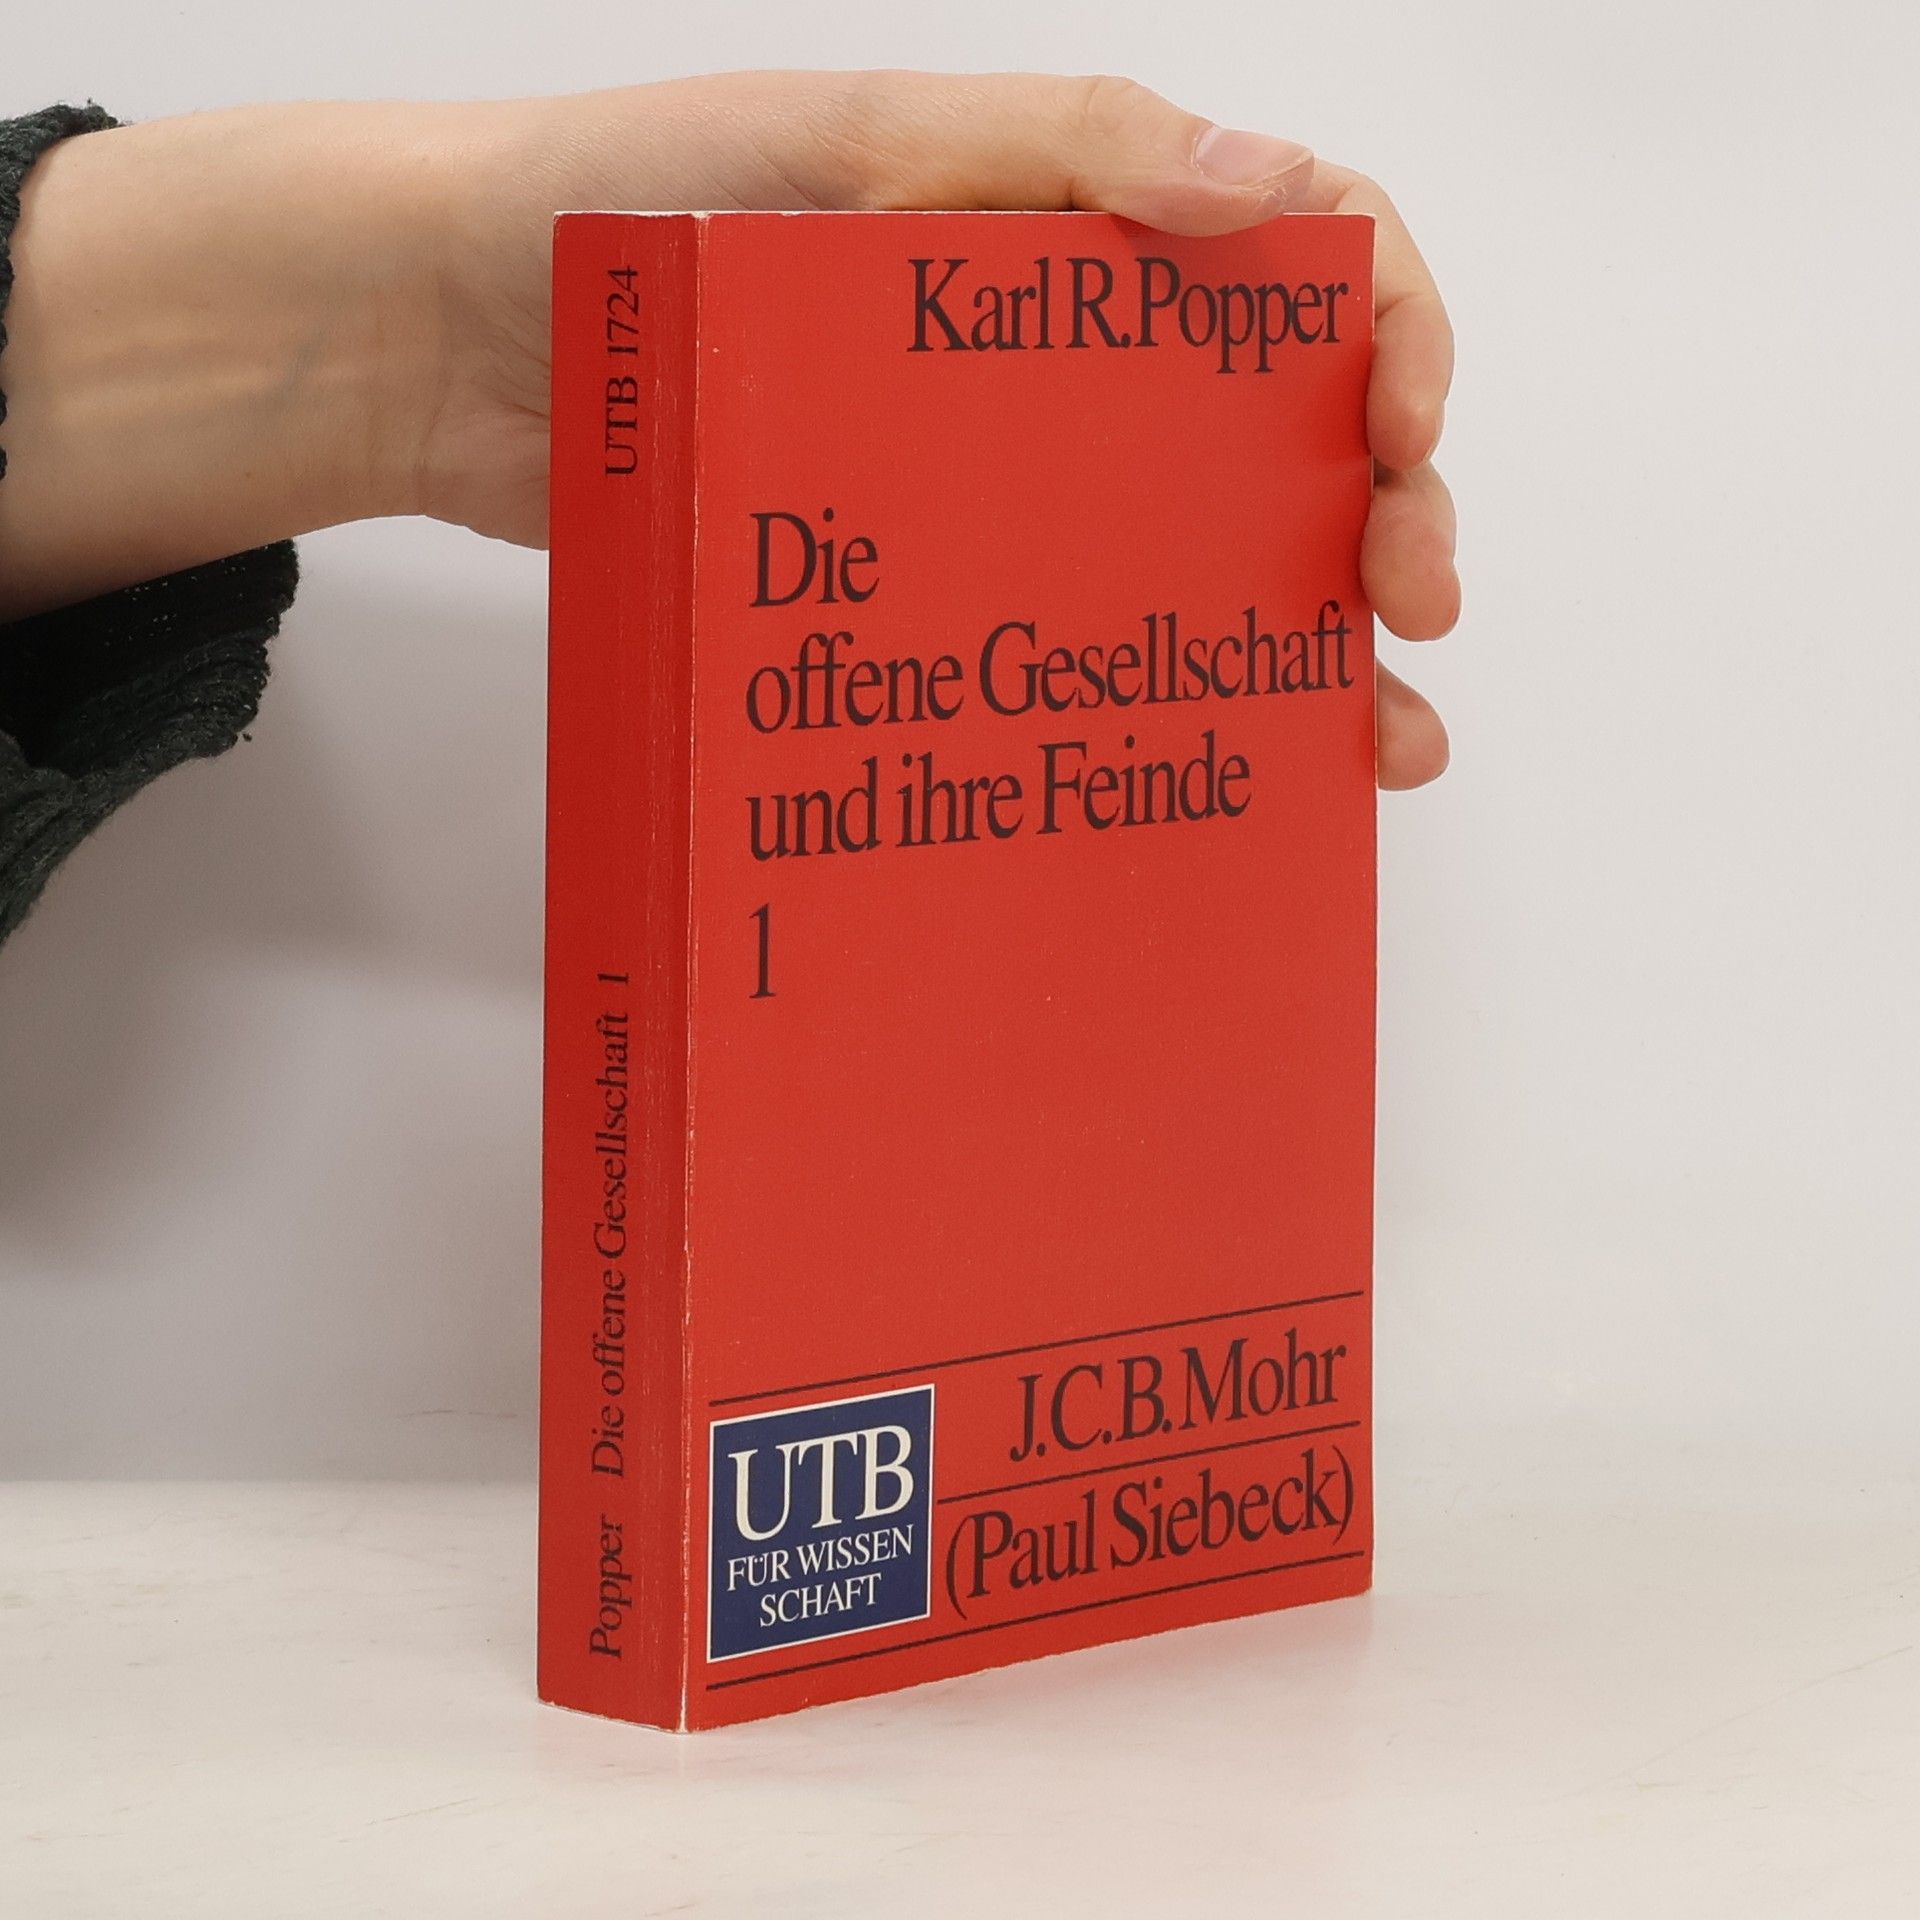 Karl R. Popper
Die
offene Gesellschaft
und ihre Feinde
1
J.C.B. Mohr
(Paul Siebeck)
UTB
FÜR WISSEN
SCHAFT
Popper Die offene Gesellschaft 1
UTB 1724